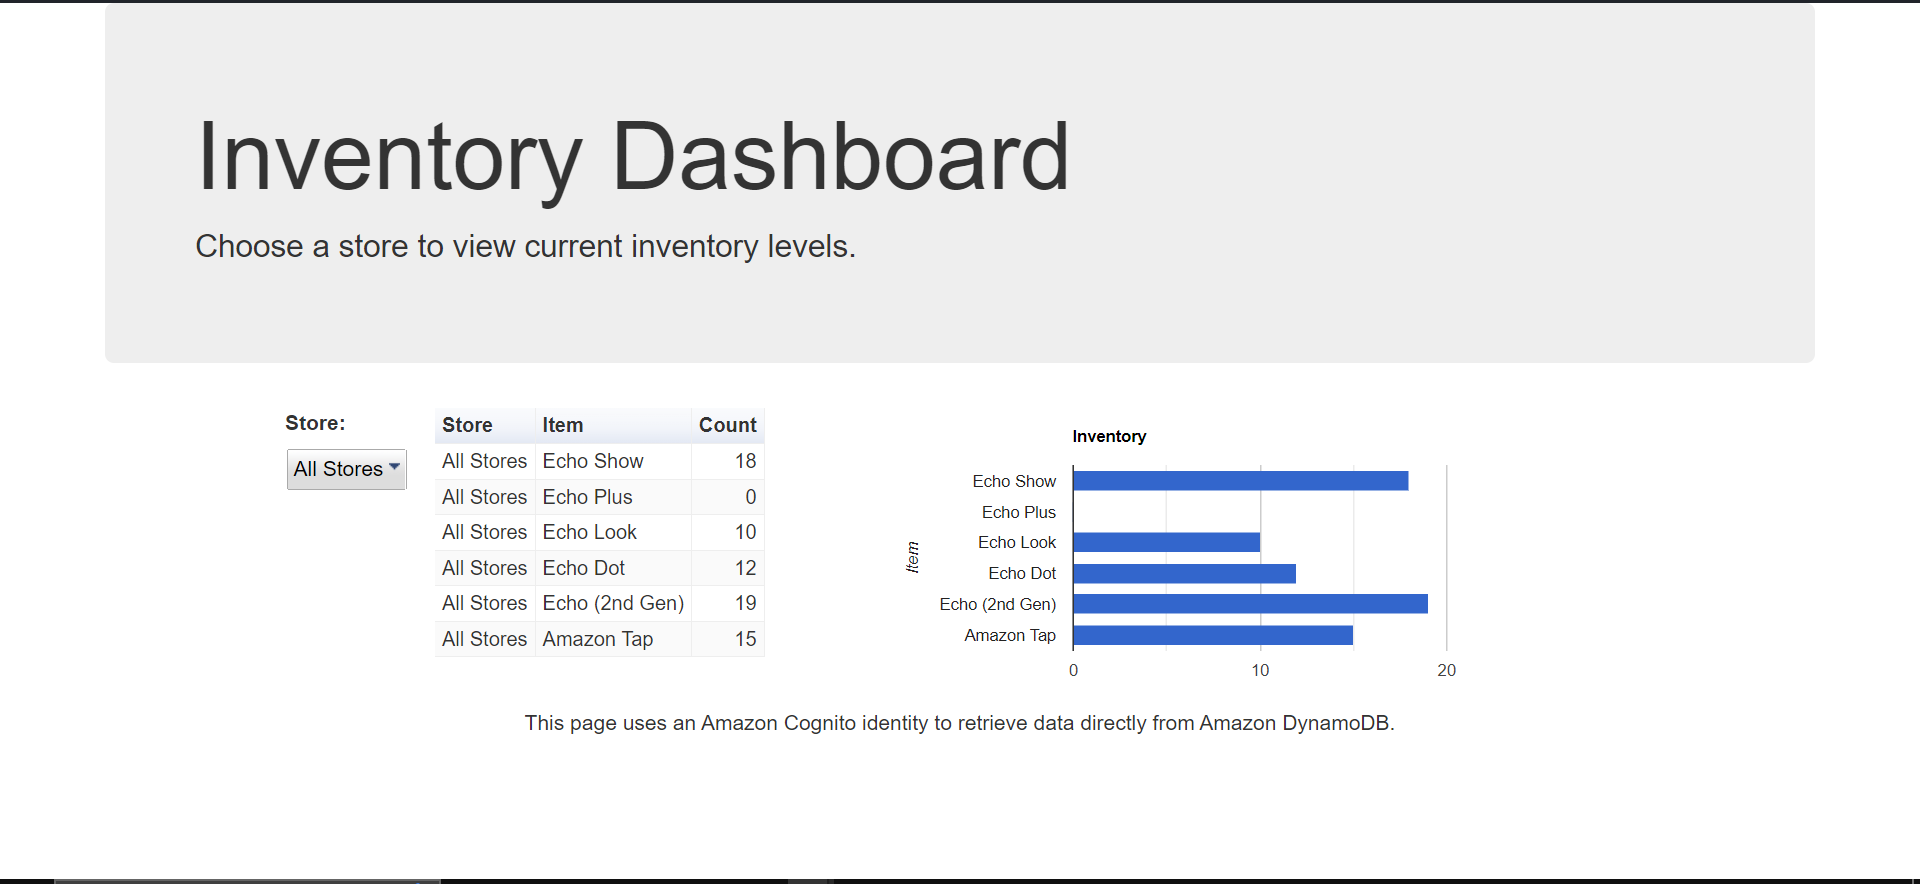 Inventory Dashboard
Choose a store to view current inventory levels.
Store:
All Stores
Store Item Count
All Stores Echo Show 18
All Stores Echo Plus 0
All Stores Echo Look 10
All Stores Echo Dot 12
All Stores Echo (2nd Gen) 19
All Stores Amazon Tap 15
Inventory
Item
Echo Show
Echo Plus
Echo Look
Echo Dot
Echo (2nd Gen)
Amazon Tap
0 10 20
This page uses an Amazon Cognito identity to retrieve data directly from Amazon DynamoDB.